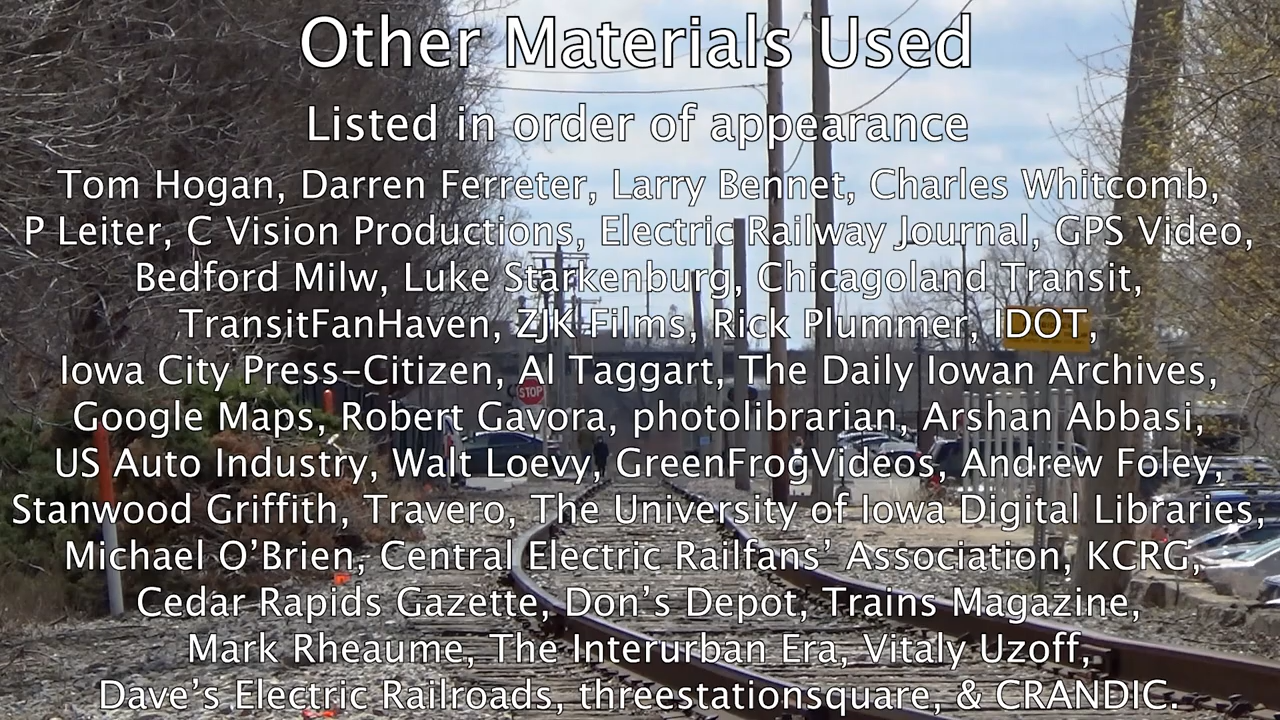 Other Materials Used
Listed in order of appearance
Tom Hogan, Darren Ferreter, Larry Bennet, Charles Whitcomb,
P Leiter, C Vision Productions, Electric Railway Journal, GPS Video,
Bedford Milw, Luke Starkenburg, Chicagoland Transit,
TransitFanHaven, ZJK Films, Rick Plummer, IDOT,
Iowa City Press-Citizen, Al Taggart, The Daily Iowan Archives,
STOP
Google Maps, Robert Gavora, photolibrarian, Arshan Abbasi,
US Auto Industry, Walt Loevy, GreenFrogVideos, Andrew Foley,
Stanwood Griffith, Travero, The University of Iowa Digital Libraries,
Michael O’Brien, Central Electric Railfans’ Association, KCRG,
Cedar Rapids Gazette, Don’s Depot, Trains Magazine,
Mark Rheaume, The Interurban Era, Vitaly Uzoff,
Dave’s Electric Railroads, threestationsquare, & CRANDIC.